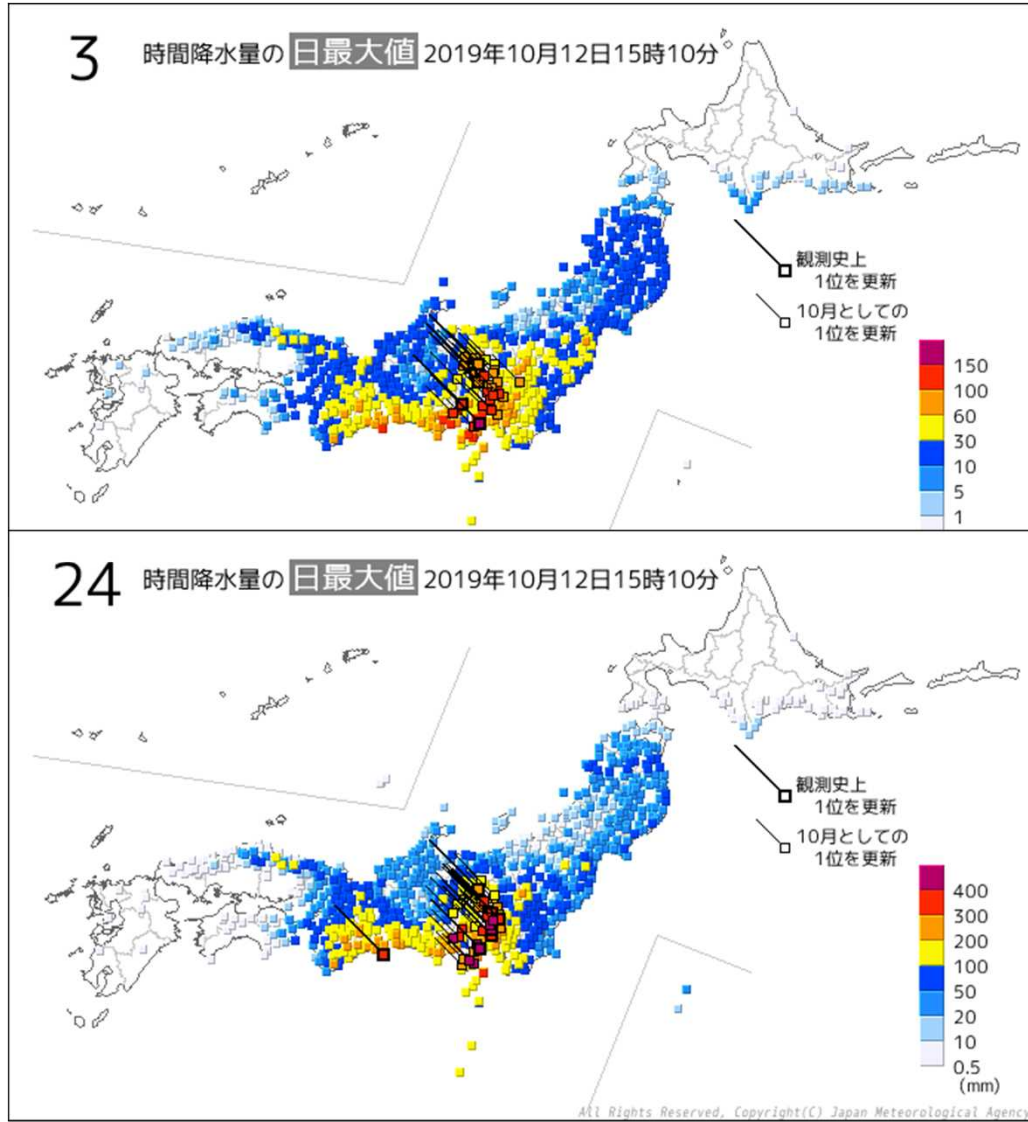 3 時間降水量の 日最大値 2019年10月12日15時10分
観測史上
1位を更新
10月としての
1位を更新
150
100
60
30
10
5
1
24 時間降水量の 日最大値 2019年10月12日15時10分
観測史上
1位を更新
10月としての
1位を更新
400
300
200
100
50
20
10
0.5
(mm)
All Rights Reserved, Copyright(C) Japan Meteorological Agency